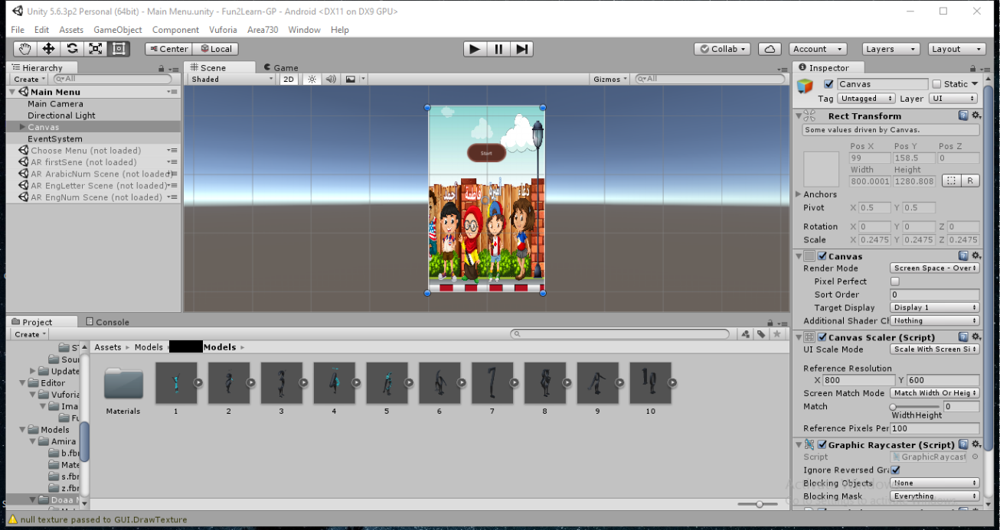 Unity 5.6.3p2 Personal (64bit) - Main Menu.unity - Fun2Learn-GP - Android <DX11 on DX9 GPU>
File Edit Assets GameObject Component Vuforia Area730 Window Help
Center Local Collab Account Layers Layout
Hierarchy
Create All
Main Menu
Main Camera
Directional Light
Canvas
EventSystem
Choose Menu (not loaded)
AR firstSene (not loaded)
AR ArabicNum Scene (not loaded)
AR EngLetter Scene (not loaded)
AR EngNum Scene (not loaded)
Scene Game
Shaded 2D Gizmos All
Start
Inspector
Canvas Static
Tag Untagged Layer UI
Rect Transform
Some values driven by Canvas.
Pos X Pos Y Pos Z
99 158.5 0
Width Height
800.0001 1280.808 R
Anchors
Pivot X 0.5 Y 0.5
Rotation X 0 Y 0 Z 0
Scale X 0.2475 Y 0.2475 Z 0.2475
Canvas
Render Mode Screen Space - Over
Pixel Perfect
Sort Order 0
Target Display Display 1
Additional Shader Cl Nothing
Canvas Scaler (Script)
UI Scale Mode Scale With Screen Si
Reference Resolution
X 800 Y 600
Screen Match Mode Match Width Or Heig
Match 0
Width Height
Reference Pixels Per 100
Graphic Raycaster (Script)
Script GraphicRaycast
Ignore Reversed Gra
Blocking Objects None
Blocking Mask Everything
Project Console
Create
Assets Models Models
Sour
Update
Editor
Vuforia
Ima
Fu
Models
Amira
b.fbr
Mate
s.fbr
z.fbr
Doaa M
Materials 1 2 3 4 5 6 7 8 9 10
null texture passed to GUI.DrawTexture